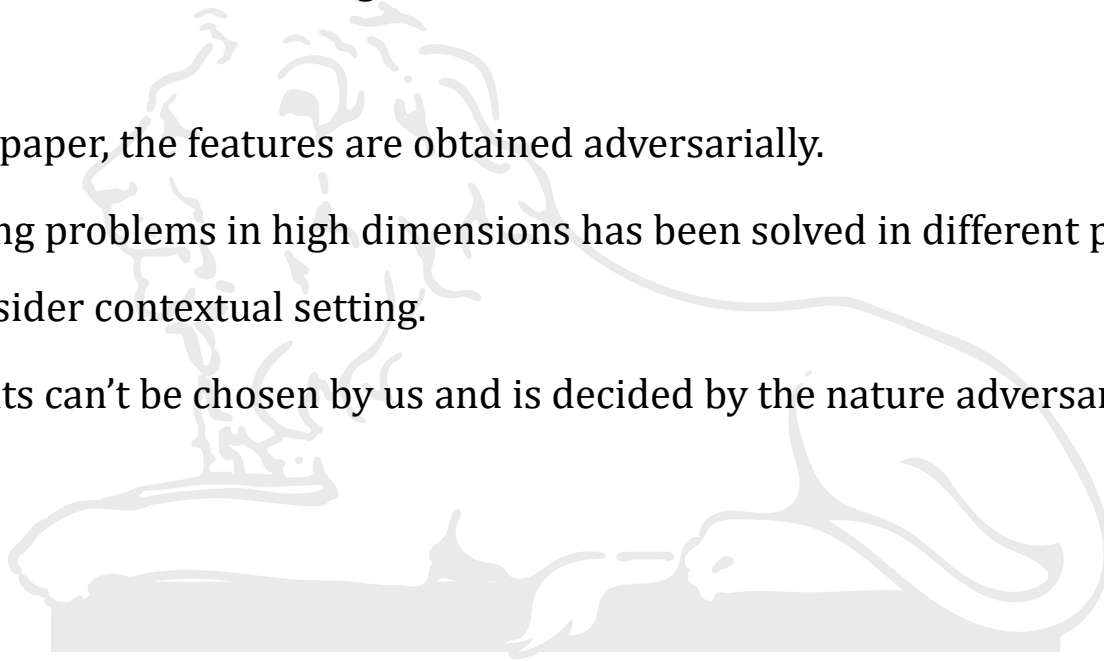 paper, the features are obtained adversarially.
ng problems in high dimensions has been solved in different p
sider contextual setting.
ts can't be chosen by us and is decided by the nature adversar